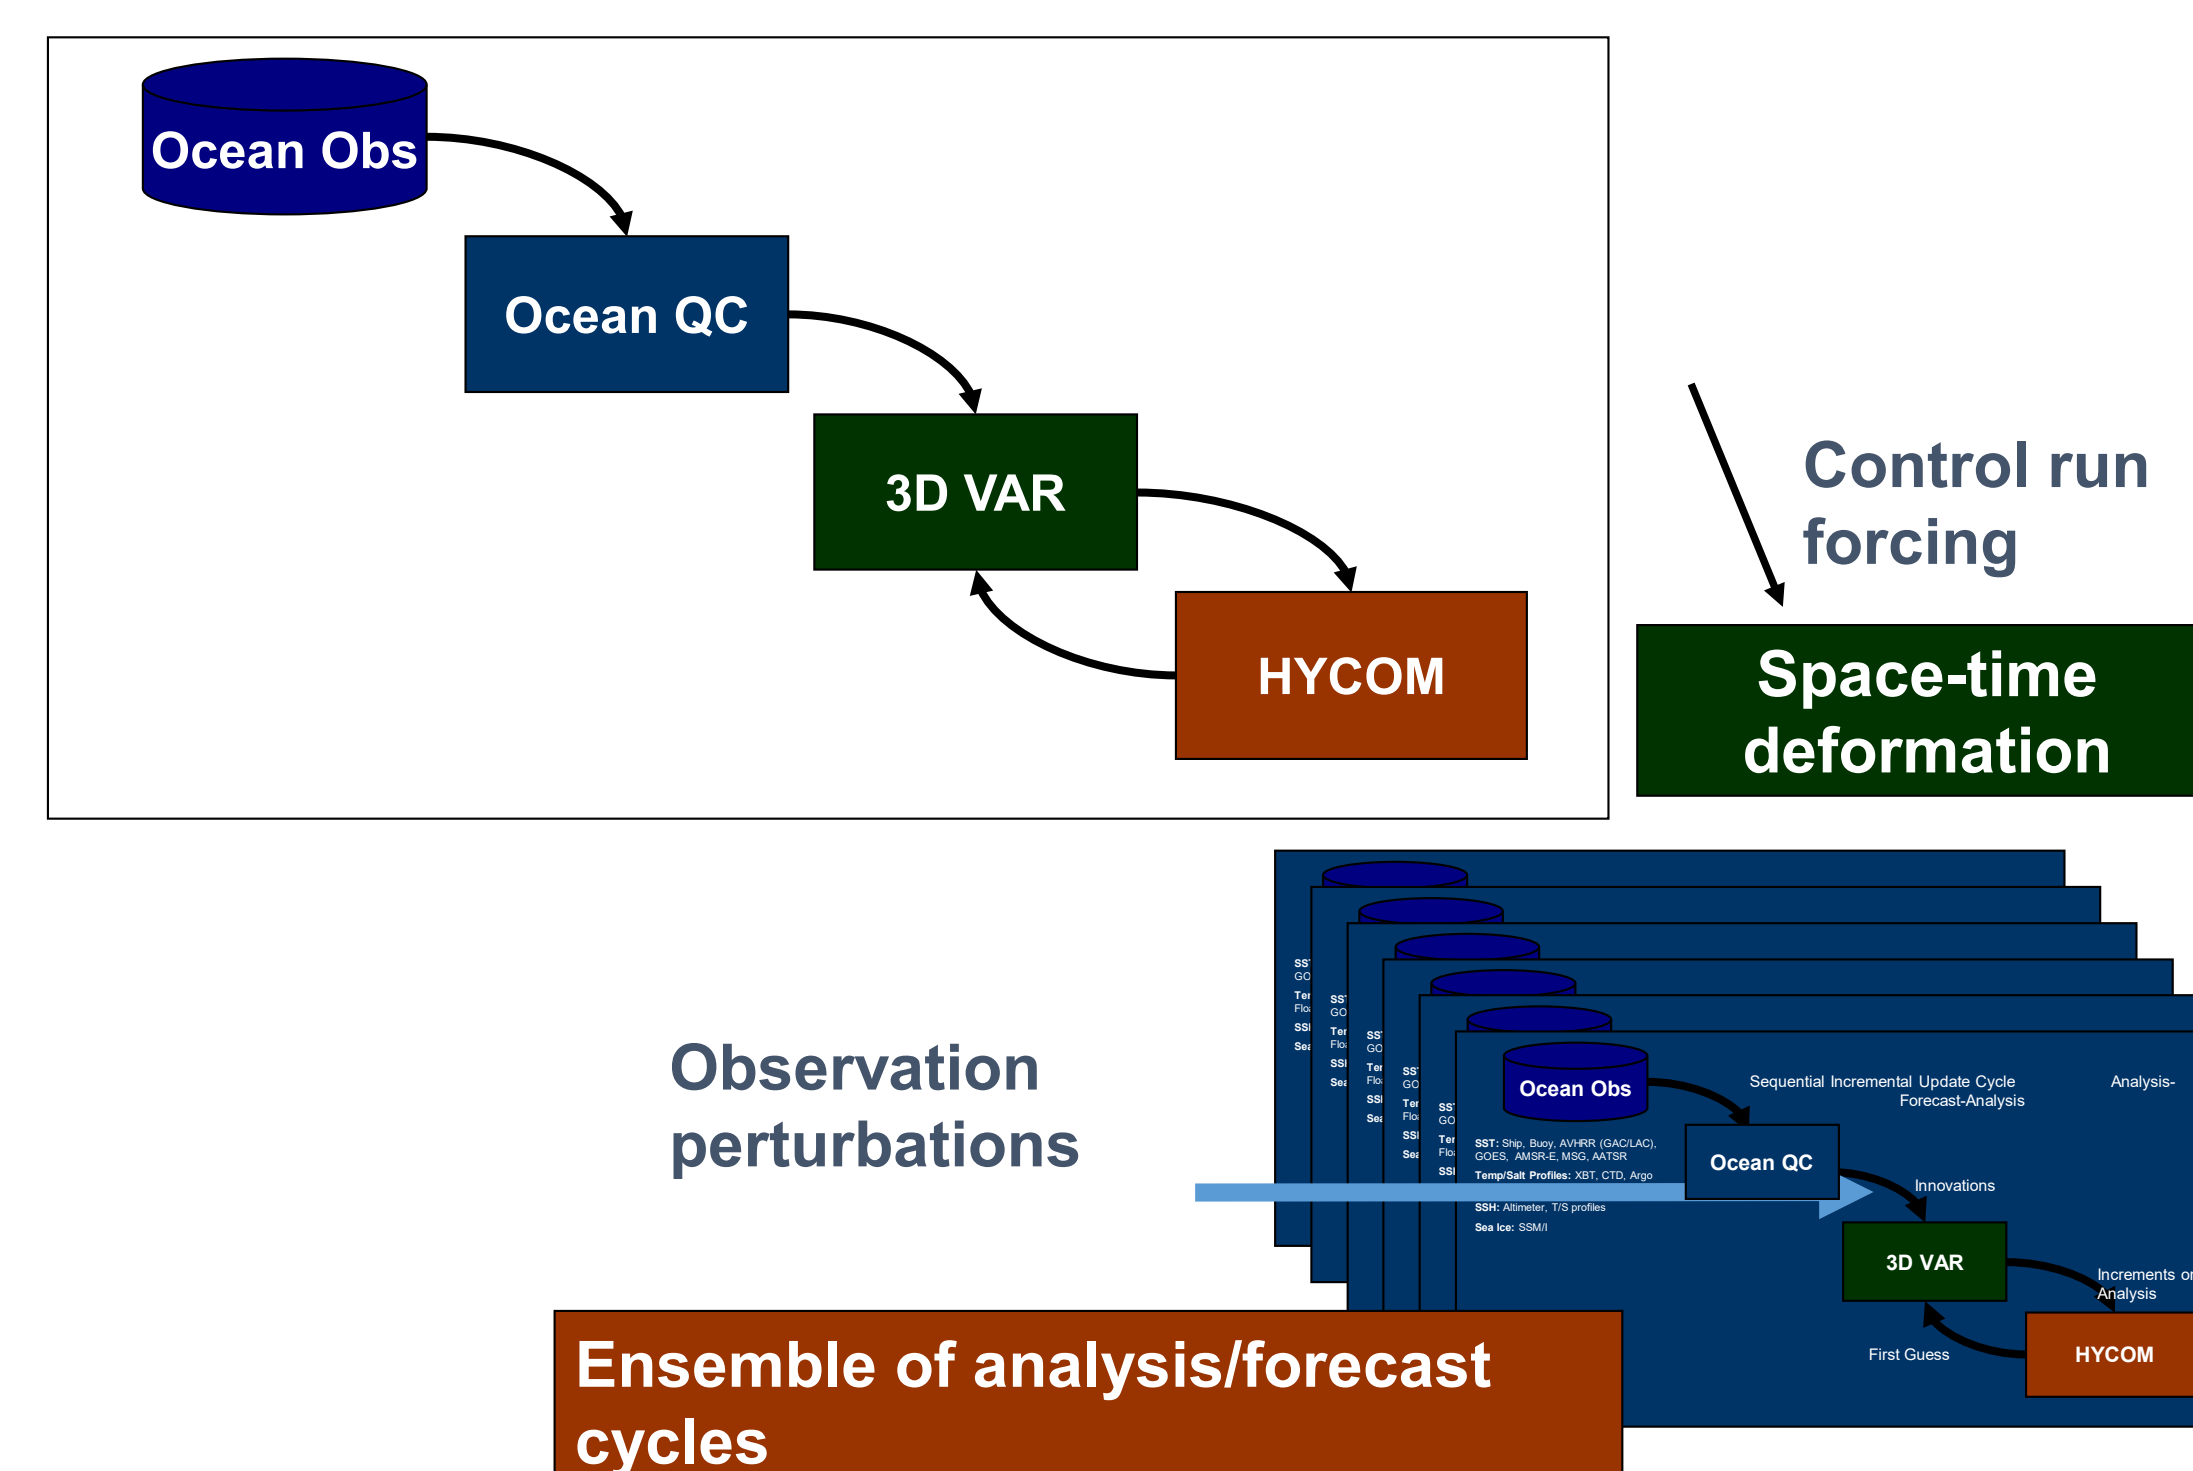 Ocean Obs
Ocean QC
3D VAR
HYCOM
Control run
forcing
Space-time
deformation
Observation
perturbations
Ensemble of analysis/forecast
cycles
Ocean Obs
Sequential Incremental Update Cycle Analysis-
Forecast-Analysis
SST: Ship, Buoy, AVHRR (GAC/LAC),
GOES, AMSR-E, MSG, AATSR
Temp/Salt Profiles: XBT, CTD, Argo
SSH: Altimeter, T/S profiles
Sea Ice: SSM/I
Ocean QC
Innovations
3D VAR
Increments or
Analysis
First Guess
HYCOM